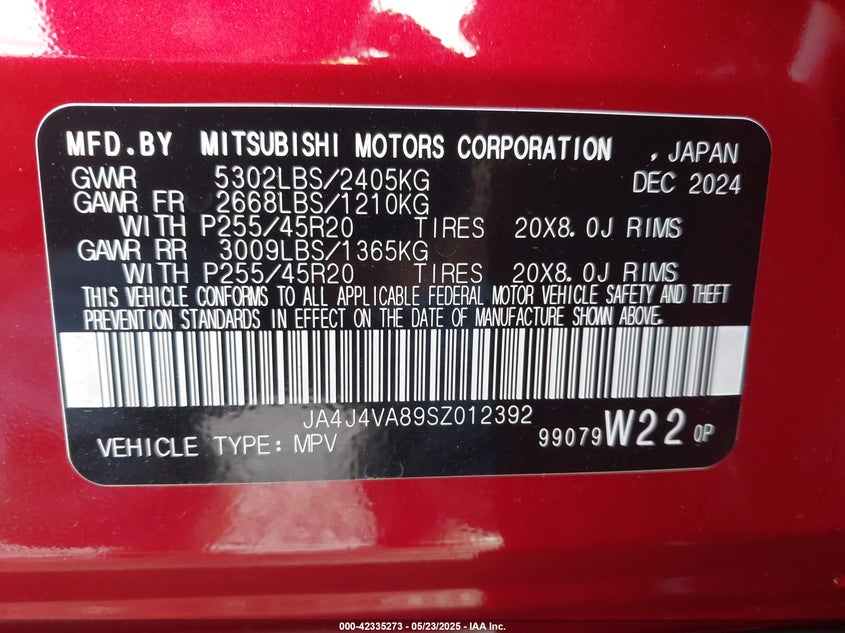 MFD.BY MITSUBISHI MOTORS CORPORATION , JAPAN
GVWR 5302LBS/2405KG DEC 2024
GAWR FR 2668LBS/1210KG
WITH P255/45R20 TIRES 20X8.0J RIMS
GAWR RR 3009LBS/1365KG
WITH P255/45R20 TIRES 20X8.0J RIMS
THIS VEHICLE CONFORMS TO ALL APPLICABLE FEDERAL MOTOR VEHICLE SAFETY AND THEFT
PREVENTION STANDARDS IN EFFECT ON THE DATE OF MANUFACTURE SHOWN ABOVE.
JA4J4VA89SZ012392
VEHICLE TYPE: MPV 99079 W22 0P
000-42335273 - 05/23/2025 - IAA Inc.